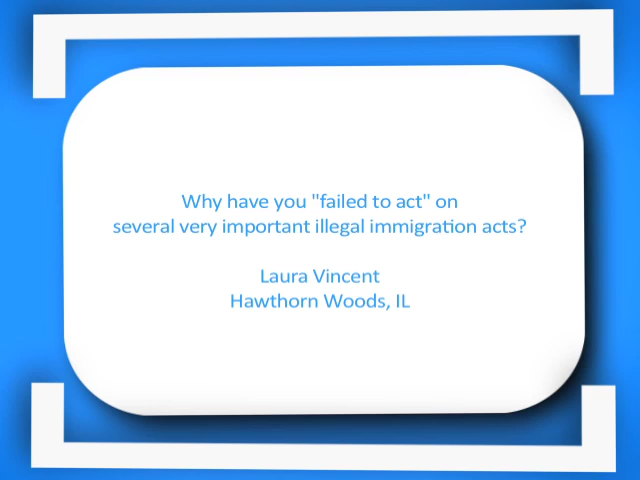 Why have you "failed to act" on
several very important illegal immigration acts?
Laura Vincent
Hawthorn Woods, IL